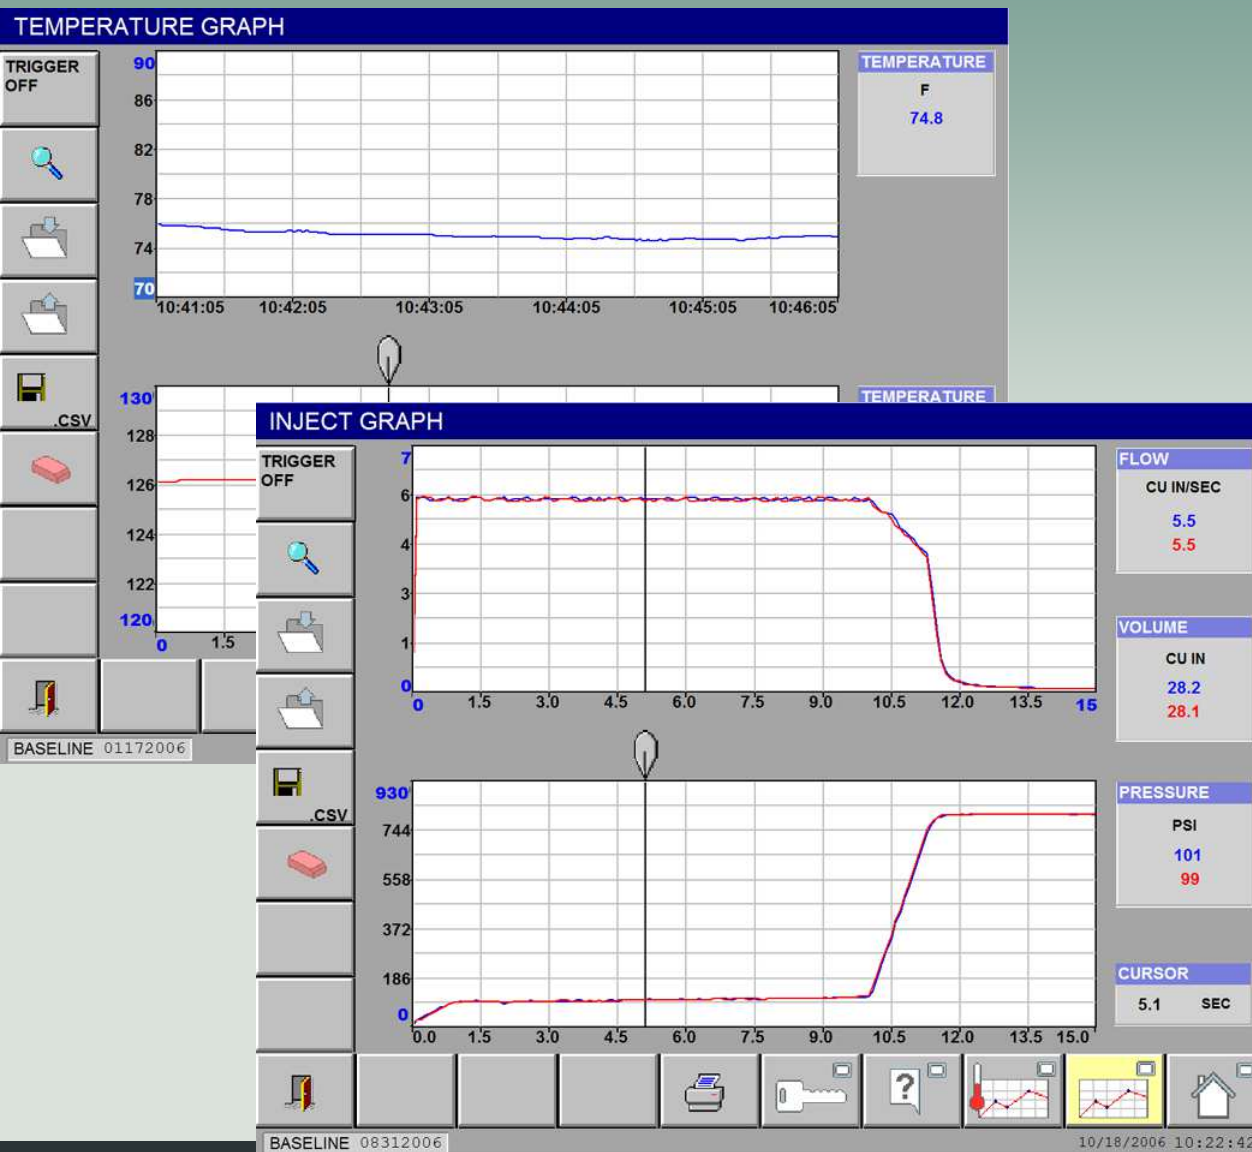 TEMPERATURE GRAPH
TRIGGER
OFF
.CSV
90
86
82
78
74
70
10:41:05 10:42:05 10:43:05 10:44:05 10:45:05 10:46:05
TEMPERATURE
F
74.8
130
128
126
124
122
120
0 1.5
TEMPERATURE
BASELINE 01172006
INJECT GRAPH
TRIGGER
OFF
.CSV
7
6
4
3
1
0
0 1.5 3.0 4.5 6.0 7.5 9.0 10.5 12.0 13.5 15
FLOW
CU IN/SEC
5.5
5.5
VOLUME
CU IN
28.2
28.1
930
744
558
372
186
0
0.0 1.5 3.0 4.5 6.0 7.5 9.0 10.5 12.0 13.5 15.0
PRESSURE
PSI
101
99
CURSOR
5.1 SEC
?
BASELINE 08312006
10/18/2006 10:22:42